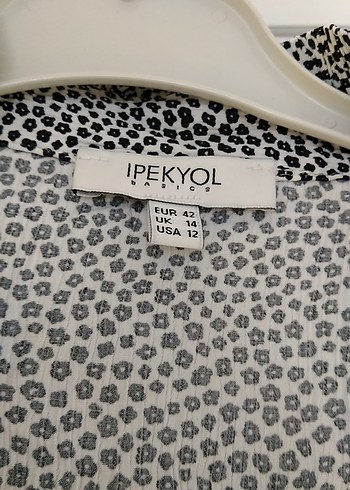 IPEKYOL
BASICS
EUR 42
UK 14
USA 12